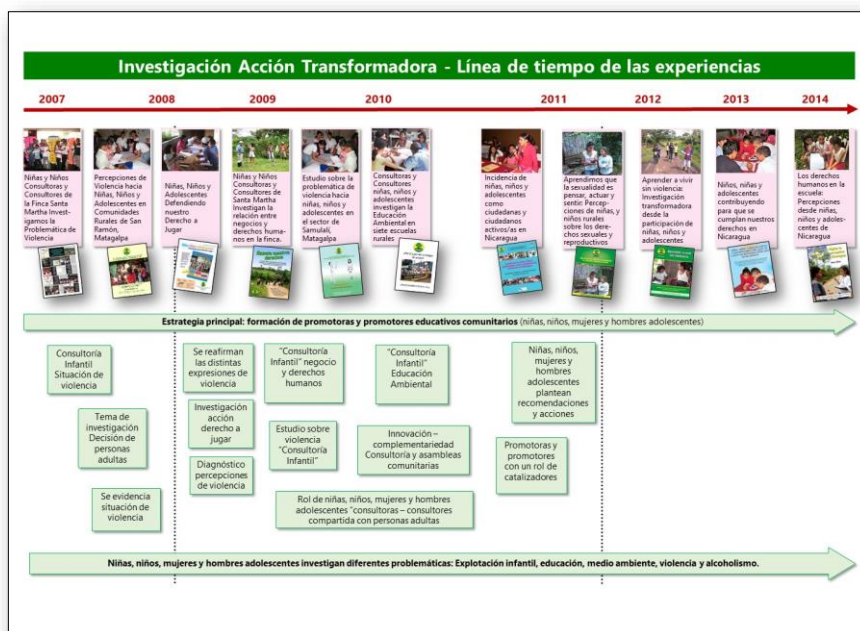 Investigación Acción Transformadora - Línea de tiempo de las experiencias
2007
2008
2009
2010
2011
2012
2013
2014
Niñas y Niños
Consultoras y
Consultores de
la Finca Santa
Martha Invest-
igamos la
Problemática de
Violencia
Percepciones de
Violencia hacia
Niñas, Niños y
Adolescentes en
Comunidades
Rurales de San
Ramón,
Matagalpa
Niñas, Niños y
Adolescentes
Defendiendo
nuestro
Derecho a
Jugar
Niñas y Niños
Consultoras y
Consultores de
Santa Martha
Investigan la
relación entre
negocios y
derechos huma-
nos en la finca.
Estudio sobre la
problemática de
violencia hacia
niñas, niños y
adolescentes en
el sector de
Samulalí,
Matagalpa
Consultors y
Consultores
niñas, niños y
adolescentes
investigan la
Educación
Ambiental en
siete escuelas
rurales
Incidencia de
niñas, niños y
adolescentes
como
ciudadanas y
ciudadanos
activos/as en
Nicaragua
Aprendimos que
la sexualidad es
pensar, actuar y
sentir: Percep-
ciones de niñas, y
niños rurales
sobre los derechos
sexuales y
reproductivos
Aprender a vivir
sin violencia:
Investigación
transformadora
desde la
participación de
niñas, niños y
adolescentes
Niños, niñas y
adolescentes
contribuyendo
para que se
cumplan nuestros
derechos en
Nicaragua
Los derechos
humanos en la
escuela:
Percepciones
desde niñas,
niños y adoles-
centes de
Nicaragua
Estrategia principal: formación de promotoras y promotores educativos comunitarios (niñas, niños, mujeres y hombres adolescentes)
Consultoría
Infantil
Situación de
violencia
Tema de
investigación
Decisión de
personas
adultas
Se evidencia
situación de
violencia
Se reafirman
las distintas
expresiones de
violencia
Investigación
acción
derecho a
jugar
Diagnóstico
percepciones
de violencia
"Consultoría
Infantil" negocio
y derechos
humanos
Estudio sobre
violencia
"Consultoría
Infantil"
"Consultoría
Infantil"
Educación
Ambiental
Innovación –
complementariedad
Consultoría y asambleas
comunitarias
Rol de niñas, niños, mujeres y hombres
adolescentes "consultoras – consultores
compartida con personas adultas
Niñas, niños,
mujeres y
hombres
adolescentes
plantean
recomendaciones
y acciones
Promotoras y
promotores
con un rol de
catalizadores
Niñas, niños, mujeres y hombres adolescentes investigan diferentes problemáticas: Explotación infantil, educación, medio ambiente, violencia y alcoholismo.